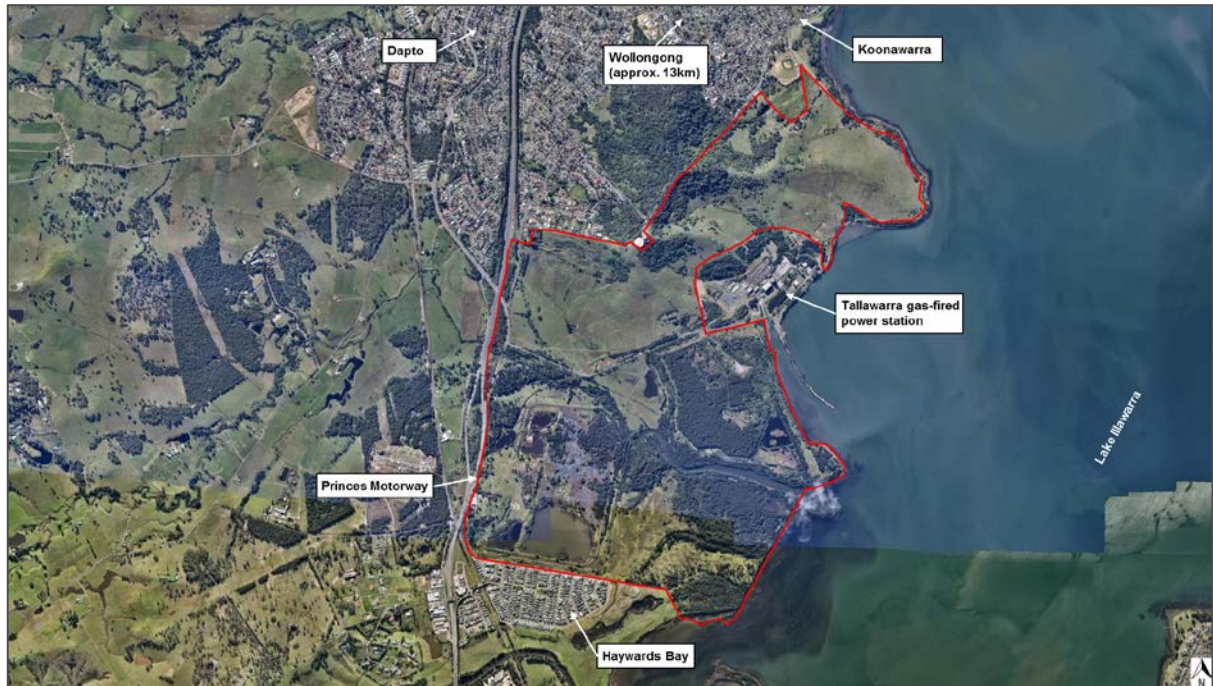 Dapto
Wollongong
(approx. 13km)
Koonawarra
Tallawarra gas-fired
power station
Lake Illawarra
Princes Motorway
Haywards Bay
N